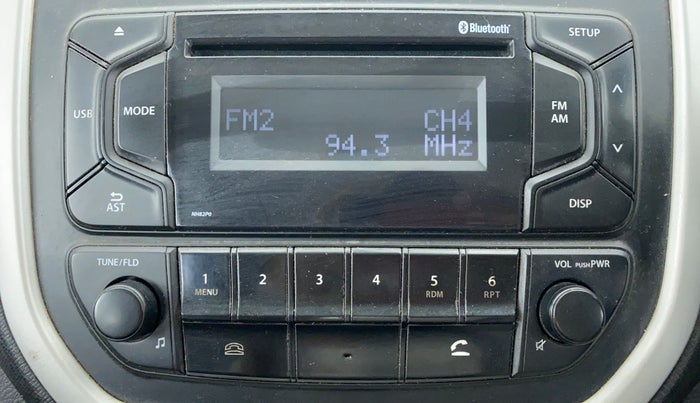 Bluetooth
SETUP
USB
MODE
FM2 CH4
94.3 MHz
FM
AM
AST
NH82P0
DISP
TUNE/FLD
1
MENU
2
3
4
5
RDM
6
RPT
VOL PUSH PWR